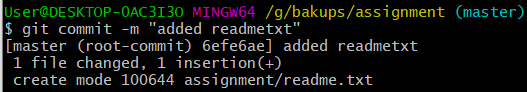 User@DESKTOP-OAC3I3O MINGW64 /g/bakups/assignment (master)
$ git commit -m "added readmetxt"
[master (root-commit) 6efe6ae] added readmetxt
 1 file changed, 1 insertion(+)
 create mode 100644 assignment/readme.txt